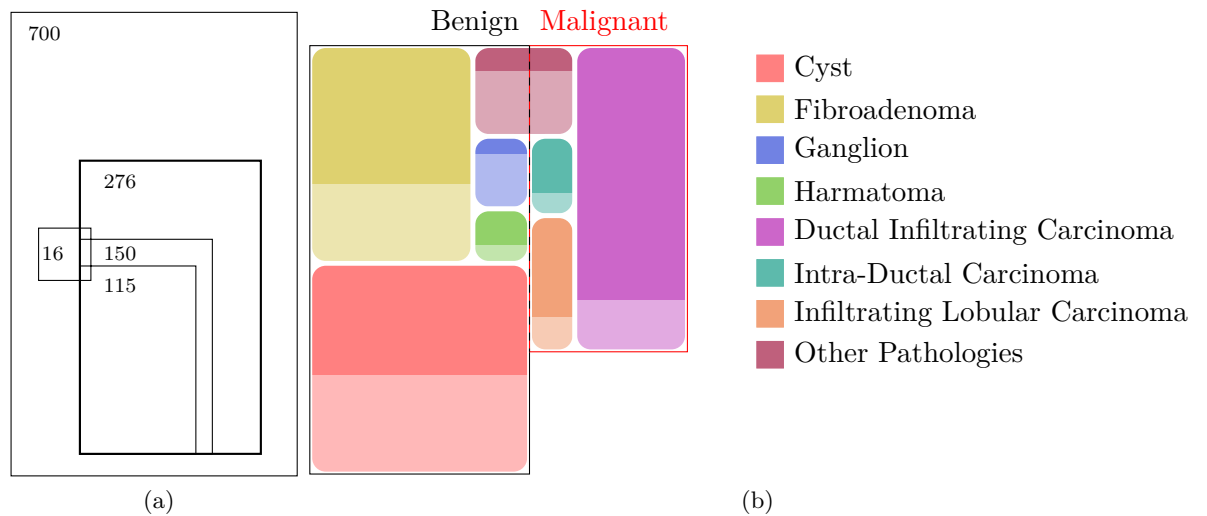 700
276
16
150
115
(a)
Benign
Malignant
Cyst
Fibroadenoma
Ganglion
Harmatoma
Ductal Infiltrating Carcinoma
Intra-Ductal Carcinoma
Infiltrating Lobular Carcinoma
Other Pathologies
(b)